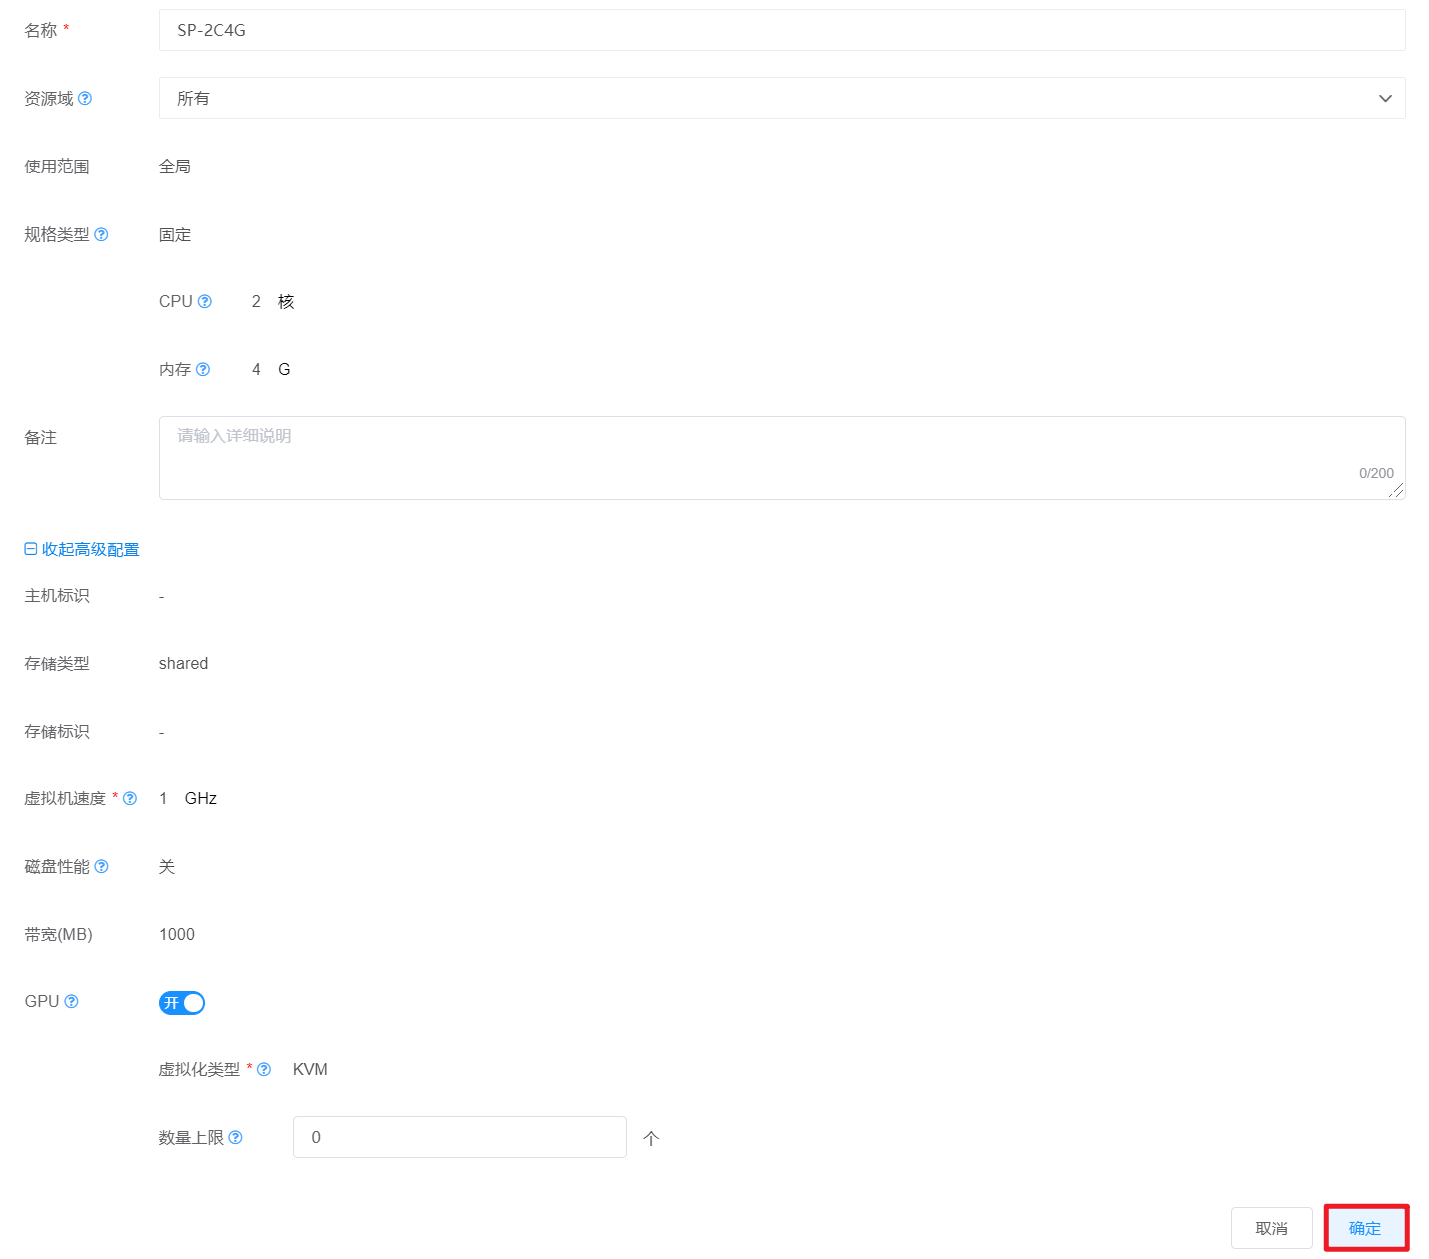 名称 * SP-2C4G
资源域 所有
使用范围 全局
规格类型 固定
CPU 2 核
内存 4 G
备注 请输入详细说明
0/200
收起高级配置
主机标识 -
存储类型 shared
存储标识 -
虚拟机速度 * 1 GHz
磁盘性能 关
带宽(MB) 1000
GPU 开
虚拟化类型 * KVM
数量上限 0 个
取消 确定